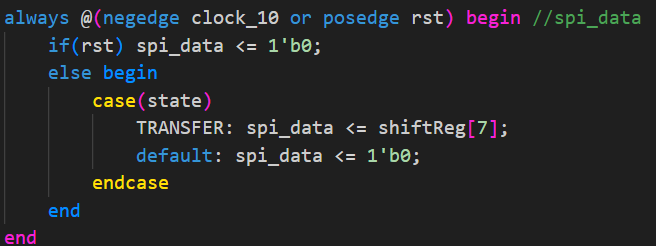 always @(negedge clock_10 or posedge rst) begin //spi_data
    if(rst) spi_data <= 1'b0;
    else begin
        case(state)
            TRANSFER: spi_data <= shiftReg[7];
            default: spi_data <= 1'b0;
        endcase
    end
end